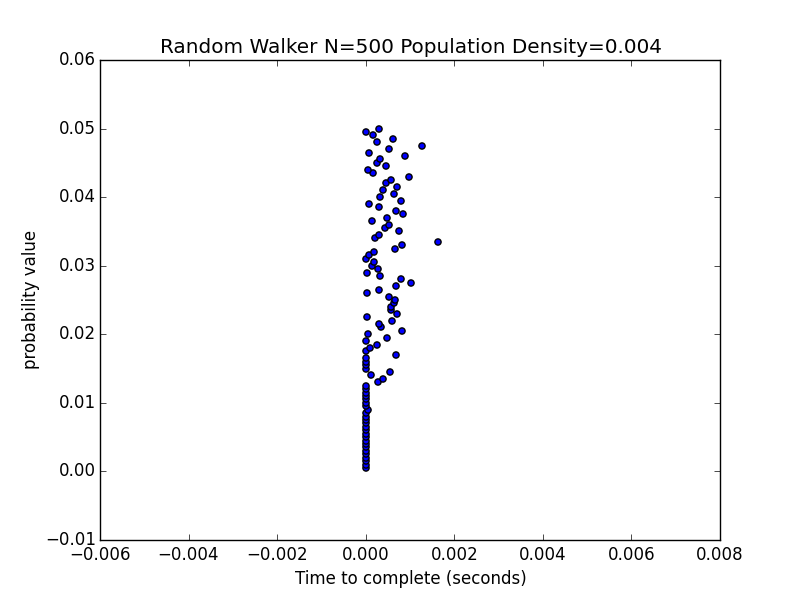 Random Walker N=500 Population Density=0.004
0.06
0.05
0.04
0.03
0.02
0.01
0.00
−0.01
probability value
−0.006 −0.004 −0.002 0.000 0.002 0.004 0.006 0.008
Time to complete (seconds)